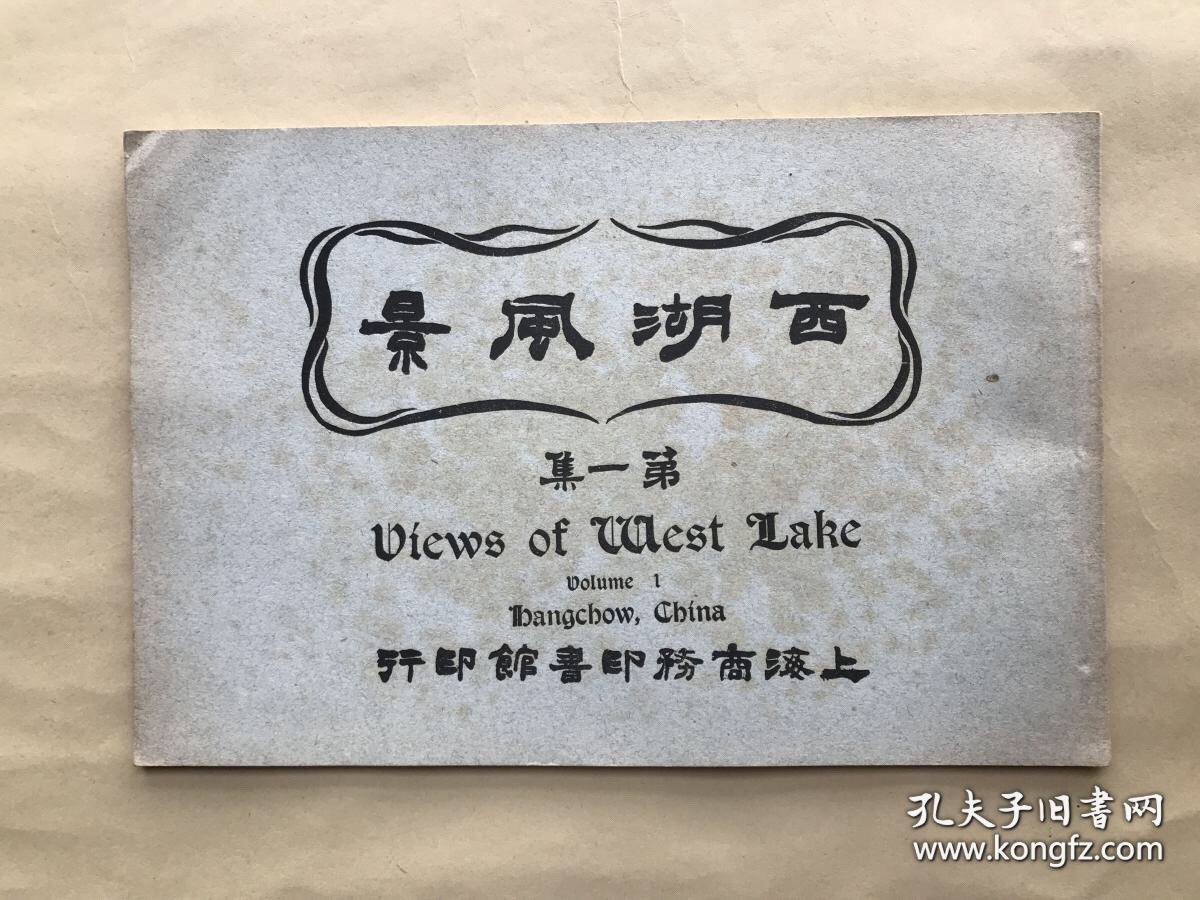 西湖風景
第一集
Views of West Lake
Volume 1
Hangchow, China
上海商務印書館印行
孔夫子旧书网
www.kongfz.com